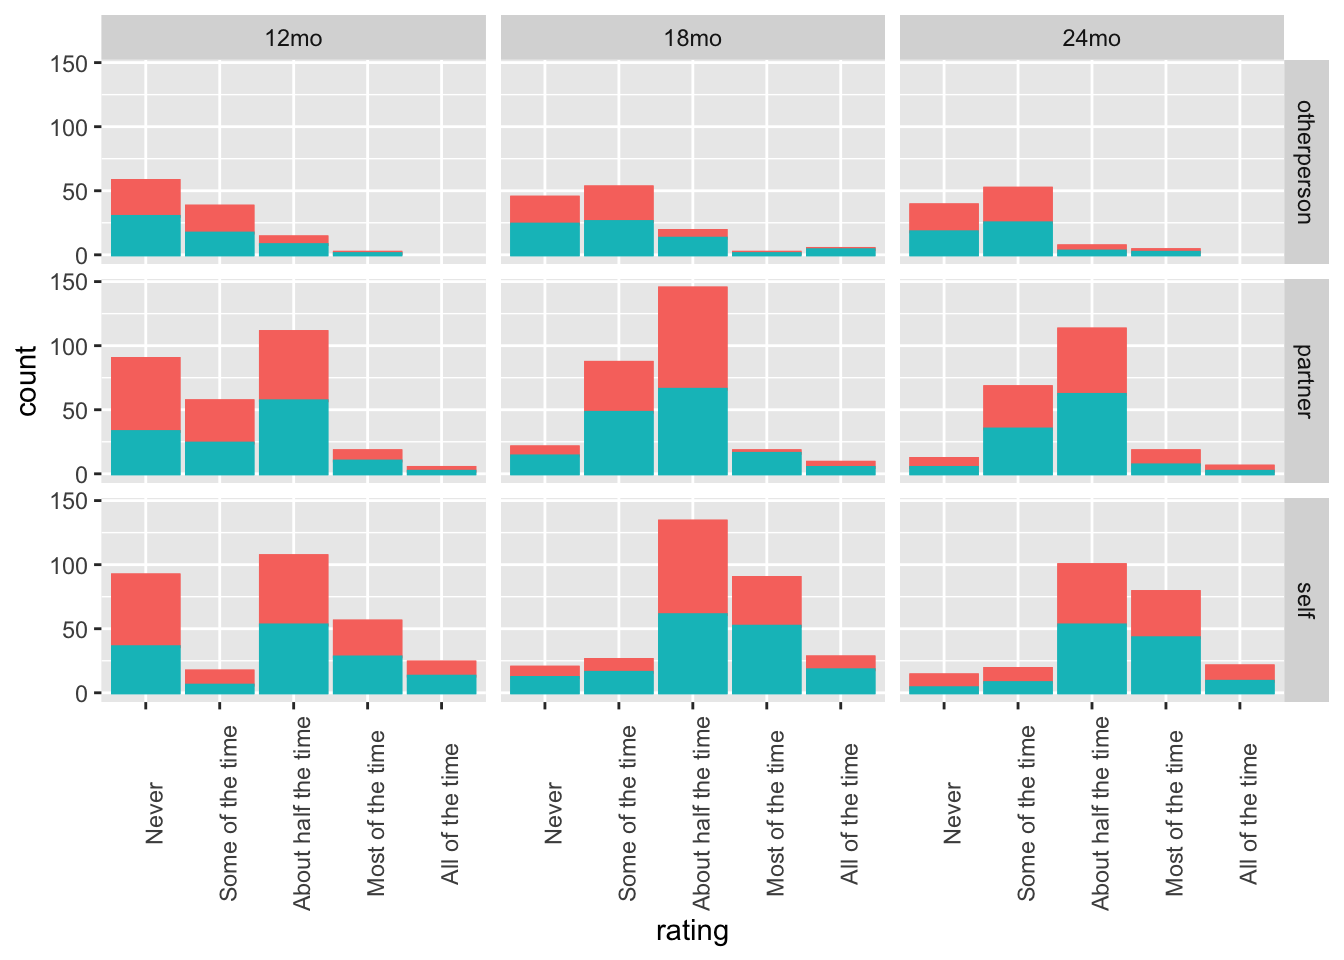 12mo
18mo
24mo
150
100
50
0
otherperson
150
100
50
0
partner
150
100
50
0
self
count
Never
Some of the time
About half the time
Most of the time
All of the time
Never
Some of the time
About half the time
Most of the time
All of the time
Never
Some of the time
About half the time
Most of the time
All of the time
rating